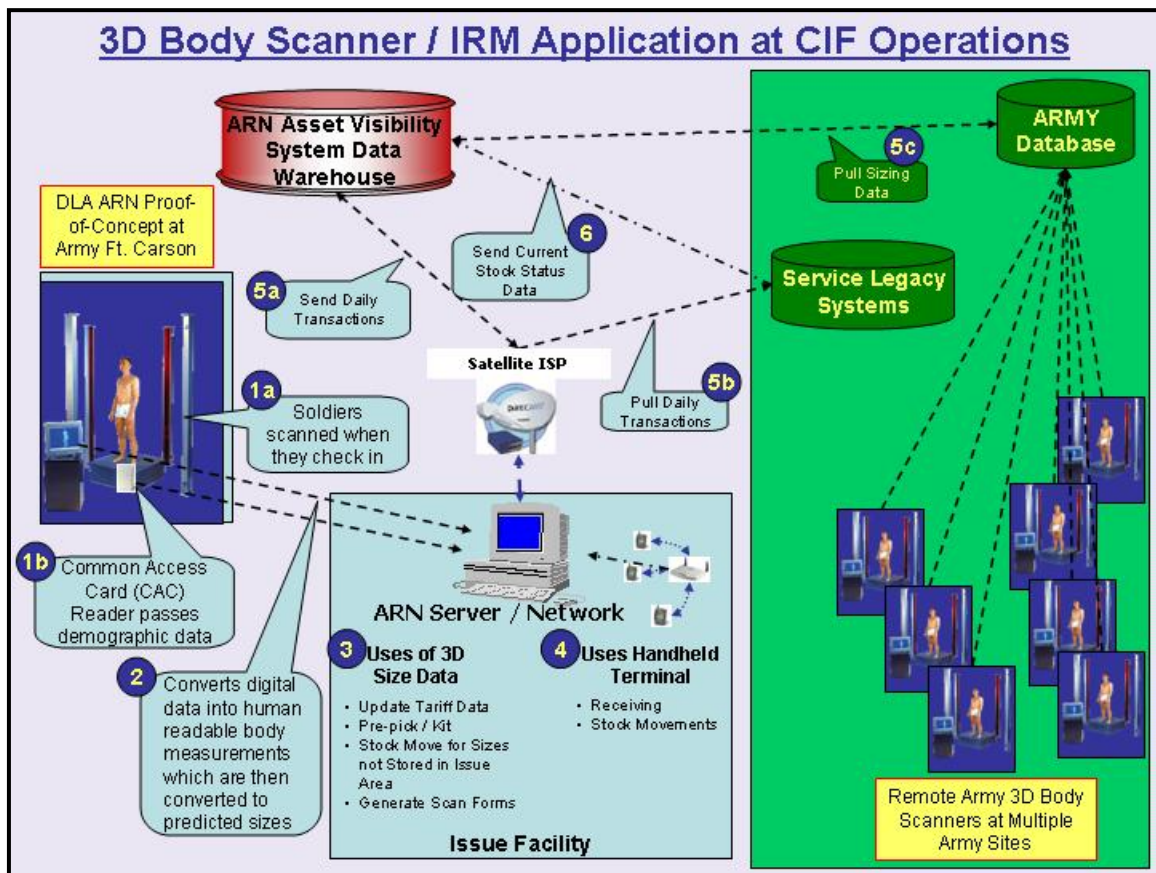 3D Body Scanner / IRM Application at CIF Operations
ARN Asset Visibility
System Data
Warehouse
ARMY
Database
5c
Pull Sizing
Data
DLA ARN Proof-
of-Concept at
Army Ft. Carson
6
Send Current
Stock Status
Data
Service Legacy
Systems
5a
Send Daily
Transactions
Satellite ISP
5b
Pull Daily
Transactions
1a
Soldiers
scanned when
they check in
1b
Common Access
Card (CAC)
Reader passes
demographic data
ARN Server / Network
2
Converts digital
data into human
readable body
measurements
which are then
converted to
predicted sizes
3
Uses of 3D
Size Data
• Update Tariff Data
• Pre-pick / Kit
• Stock Move for Sizes
not Stored in Issue
Area
• Generate Scan Forms
4
Uses Handheld
Terminal
• Receiving
• Stock Movements
Issue Facility
Remote Army 3D Body
Scanners at Multiple
Army Sites